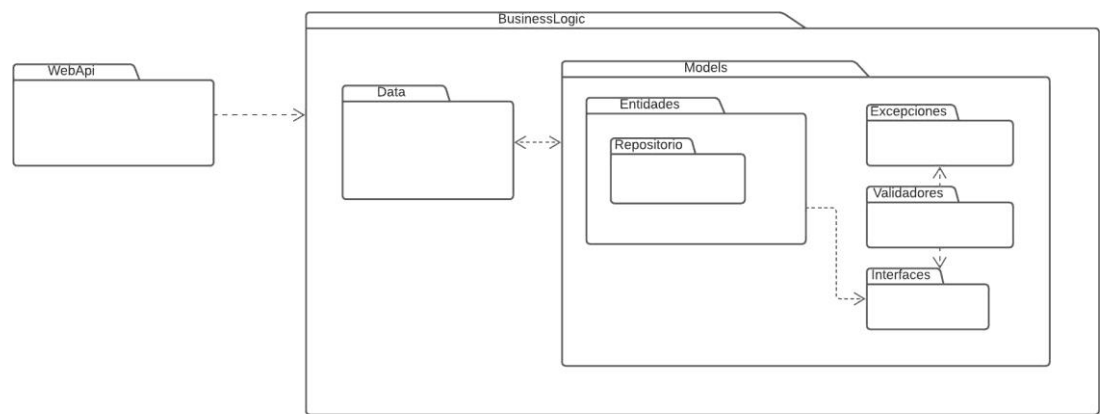 BusinessLogic
WebApi
Models
Data
Entidades
Excepciones
Repositorio
Validadores
Interfaces